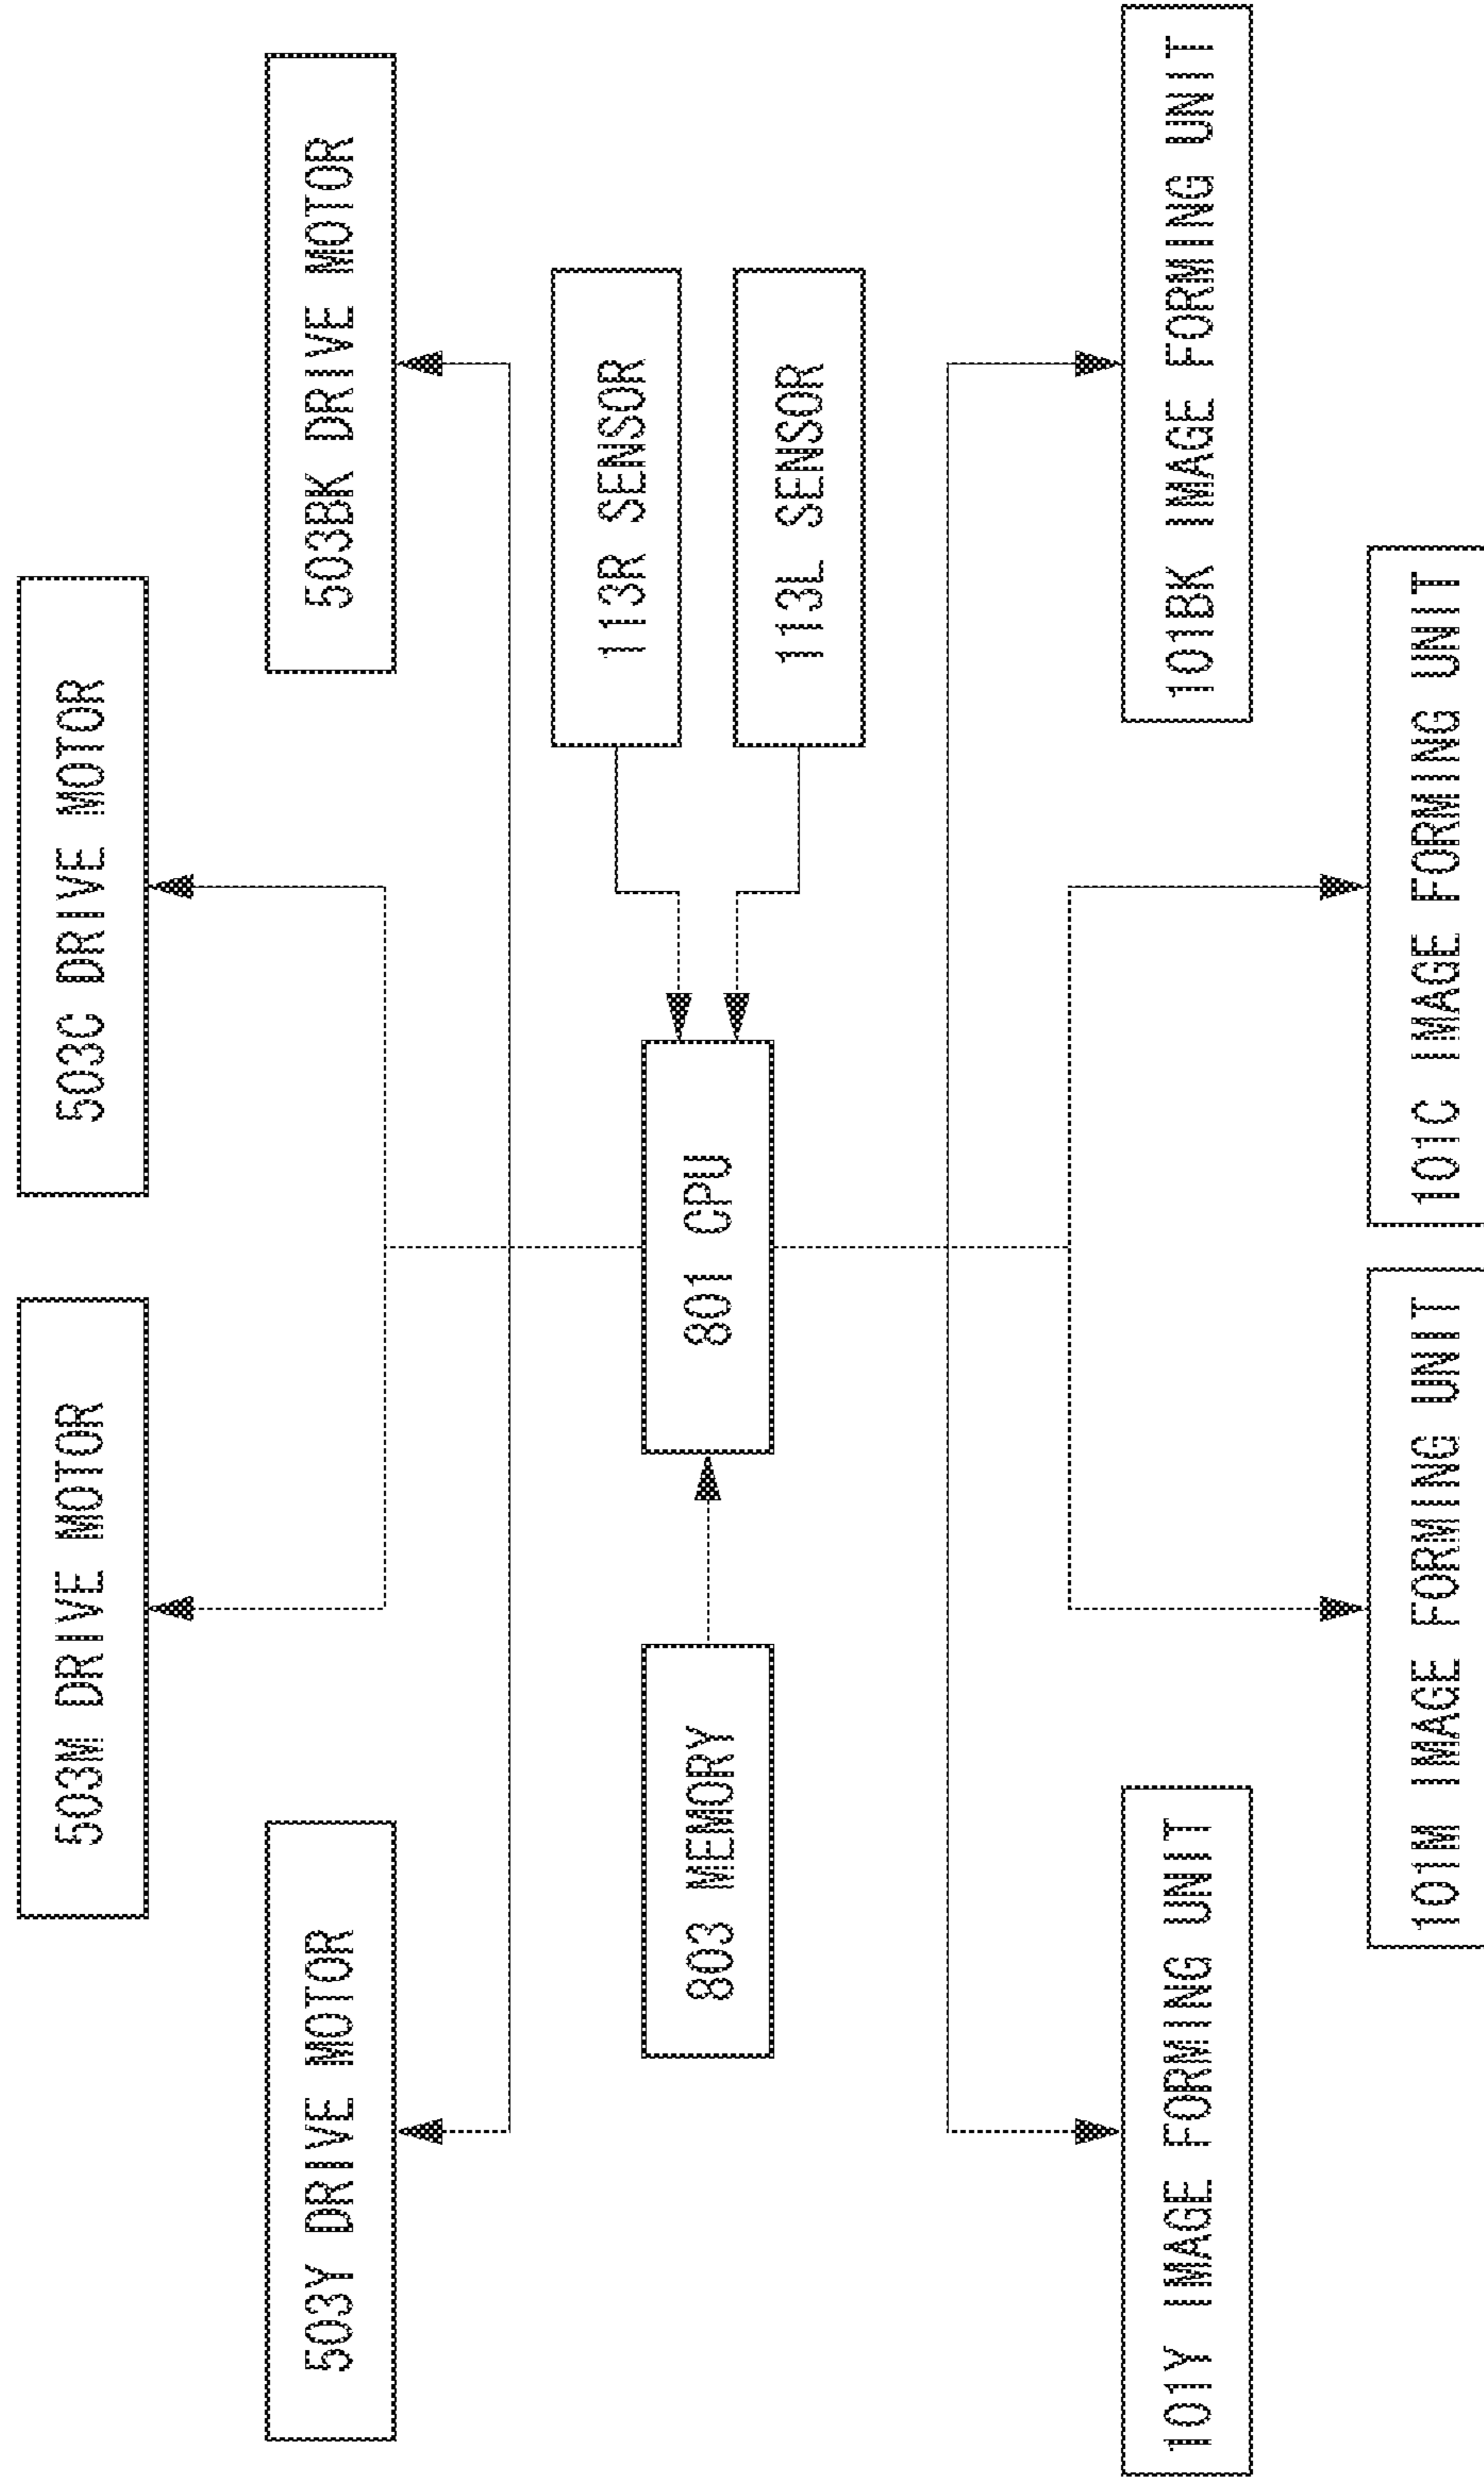 503M DRIVE MOTOR
503C DRIVE MOTOR
503Y DRIVE MOTOR
503BK DRIVE MOTOR
113R SENSOR
803 MEMORY
801 CPU
113L SENSOR
101Y IMAGE FORMING UNIT
101BK IMAGE FORMING UNIT
101M IMAGE FORMING UNIT
101C IMAGE FORMING UNIT